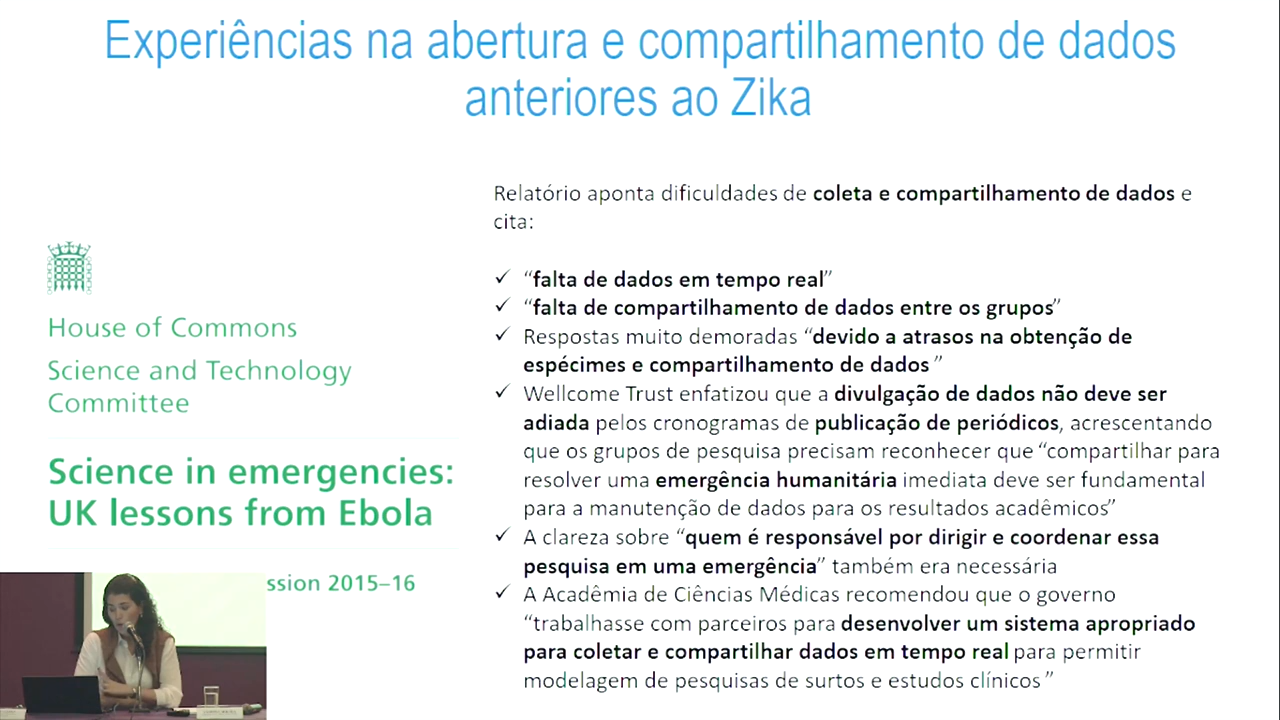 Experiências na abertura e compartilhamento de dados
anteriores ao Zika
House of Commons
Science and Technology
Committee
Science in emergencies:
UK lessons from Ebola
ssion 2015–16
Relatório aponta dificuldades de coleta e compartilhamento de dados e
cita:
✓ “falta de dados em tempo real”
✓ “falta de compartilhamento de dados entre os grupos”
✓ Respostas muito demoradas “devido a atrasos na obtenção de
espécimes e compartilhamento de dados”
✓ Wellcome Trust enfatizou que a divulgação de dados não deve ser
adiada pelos cronogramas de publicação de periódicos, acrescentando
que os grupos de pesquisa precisam reconhecer que “compartilhar para
resolver uma emergência humanitária imediata deve ser fundamental
para a manutenção de dados para os resultados acadêmicos”
✓ A clareza sobre “quem é responsável por dirigir e coordenar essa
pesquisa em uma emergência” também era necessária
✓ A Acadêmia de Ciências Médicas recomendou que o governo
“trabalhasse com parceiros para desenvolver um sistema apropriado
para coletar e compartilhar dados em tempo real para permitir
modelagem de pesquisas de surtos e estudos clínicos”